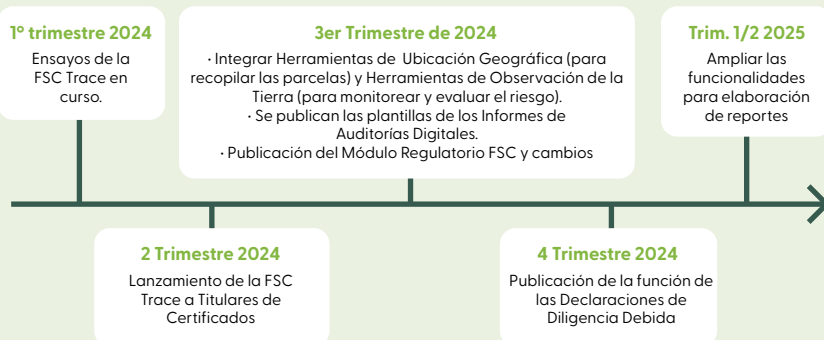 1º trimestre 2024
Ensayos de la
FSC Trace en
curso.
3er Trimestre de 2024
· Integrar Herramientas de Ubicación Geográfica (para
recopilar las parcelas) y Herramientas de Observación de la
Tierra (para monitorear y evaluar el riesgo).
· Se publican las plantillas de los Informes de
Auditorías Digitales.
· Publicación del Módulo Regulatorio FSC y cambios
Trim. 1/2 2025
Ampliar las
funcionalidades
para elaboración
de reportes
2 Trimestre 2024
Lanzamiento de la FSC
Trace a Titulares de
Certificados
4 Trimestre 2024
Publicación de la función de
las Declaraciones de
Diligencia Debida